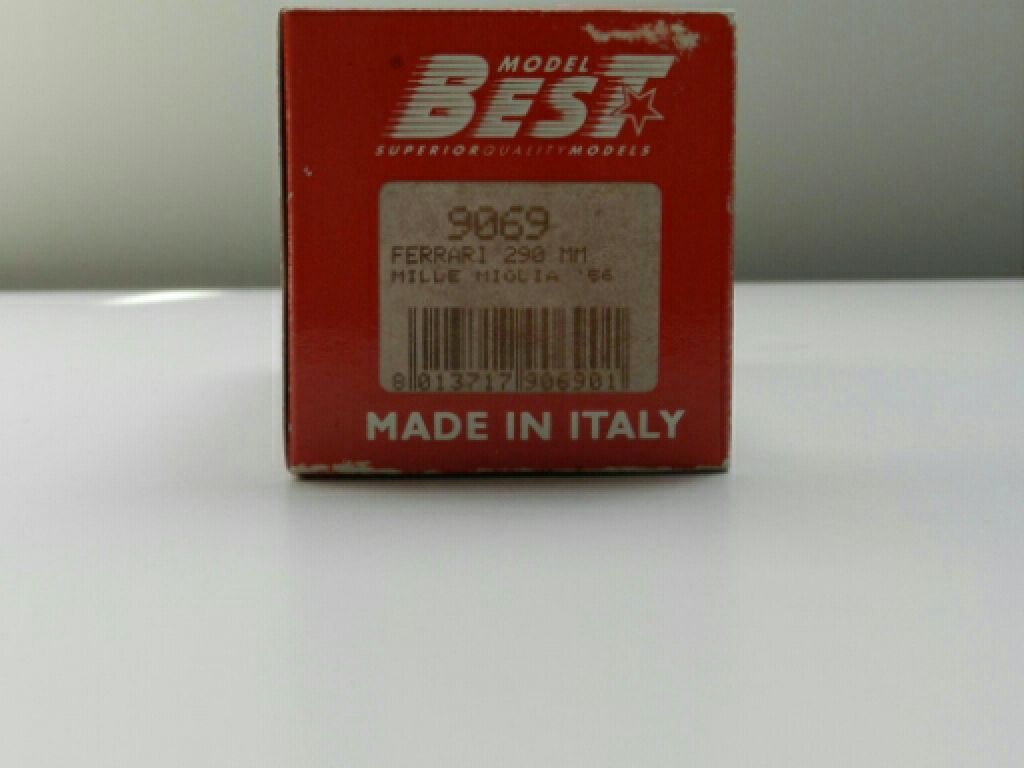 MODEL
BEST
SUPERIORQUALITYMODELS
9069
FERRARI 290 MM
MILLE MIGLIA '56
8 013717 906901
MADE IN ITALY